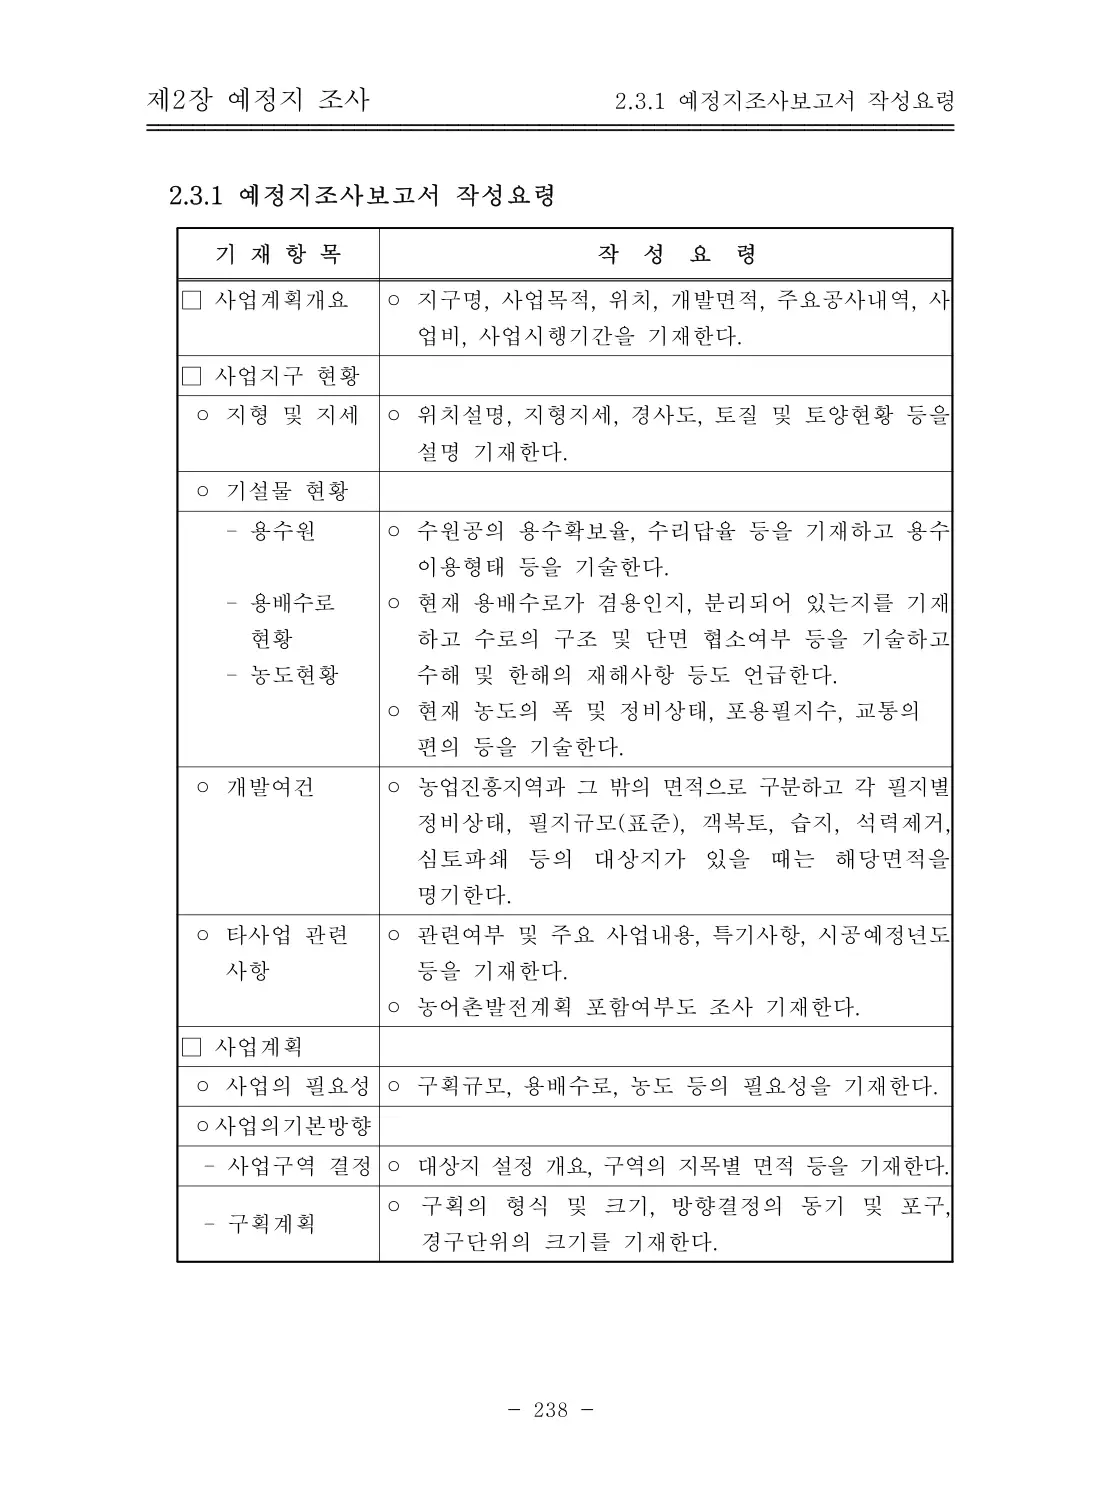 제2장 예정지 조사
2.3.1 예정지조사보고서 작성요령
2.3.1 예정지조사보고서 작성요령
기 재 항 목
작 성 요 령
□ 사업계획개요
○ 지구명, 사업목적, 위치, 개발면적, 주요공사내역, 사
업비, 사업시행기간을 기재한다.
□ 사업지구 현황
○ 지형 및 지세
○ 위치설명, 지형지세, 경사도, 토질 및 토양현황 등을
설명 기재한다.
○ 기설물 현황
- 용수원
○ 수원공의 용수확보율, 수리답율 등을 기재하고 용수
이용형태 등을 기술한다.
- 용배수로
현황
○ 현재 용배수로가 겸용인지, 분리되어 있는지를 기재
하고 수로의 구조 및 단면 협소여부 등을 기술하고
수해 및 한해의 재해사항 등도 언급한다.
- 농도현황
○ 현재 농도의 폭 및 정비상태, 포용필지수, 교통의
편의 등을 기술한다.
○ 개발여건
○ 농업진흥지역과 그 밖의 면적으로 구분하고 각 필지별
정비상태, 필지규모(표준), 객복토, 습지, 석력제거,
심토파쇄 등의 대상지가 있을 때는 해당면적을
명기한다.
○ 타사업 관련
사항
○ 관련여부 및 주요 사업내용, 특기사항, 시공예정년도
등을 기재한다.
○ 농어촌발전계획 포함여부도 조사 기재한다.
□ 사업계획
○ 사업의 필요성
○ 구획규모, 용배수로, 농도 등의 필요성을 기재한다.
○사업의기본방향
- 사업구역 결정
○ 대상지 설정 개요, 구역의 지목별 면적 등을 기재한다.
- 구획계획
○ 구획의 형식 및 크기, 방향결정의 동기 및 포구,
경구단위의 크기를 기재한다.
- 238 -